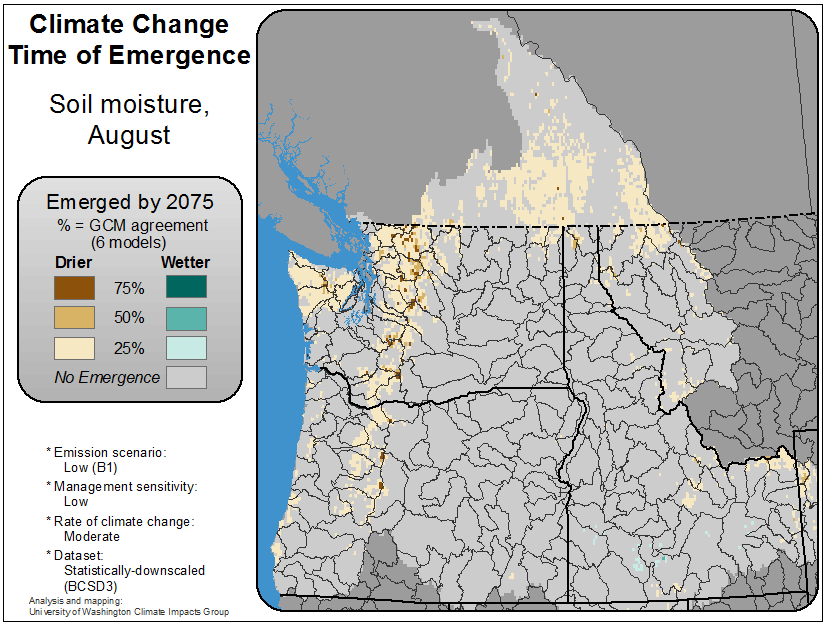 Climate Change
Time of Emergence
Soil moisture,
August
Emerged by 2075
% = GCM agreement
(6 models)
Drier Wetter
75%
50%
25%
No Emergence
* Emission scenario:
Low (B1)
* Management sensitivity:
Low
* Rate of climate change:
Moderate
* Dataset:
Statistically-downscaled
(BCSD3)
Analysis and mapping:
University of Washington Climate Impacts Group